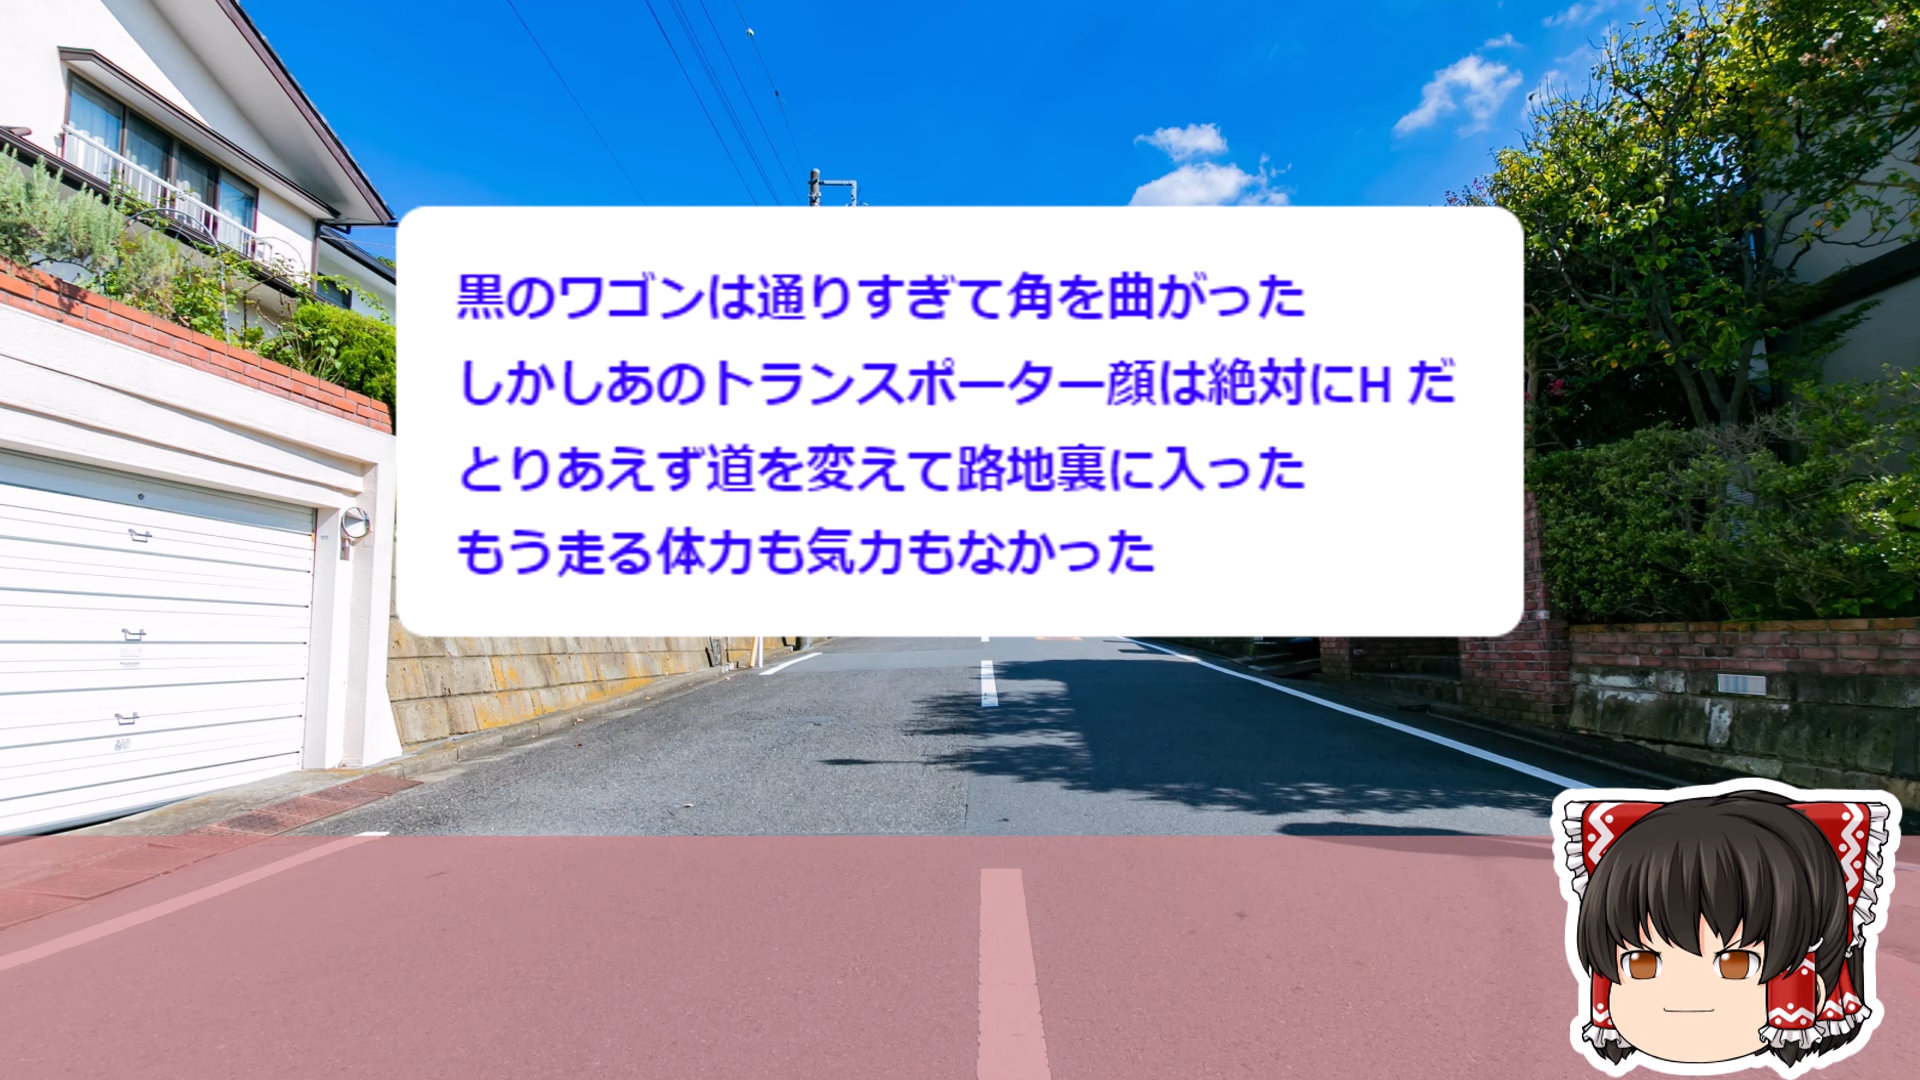 黒のワゴンは通りすぎて角を曲がった
しかしあのトランスポーター顔は絶対にH だ
とりあえず道を変えて路地裏に入った
もう走る体力も気力もなかった